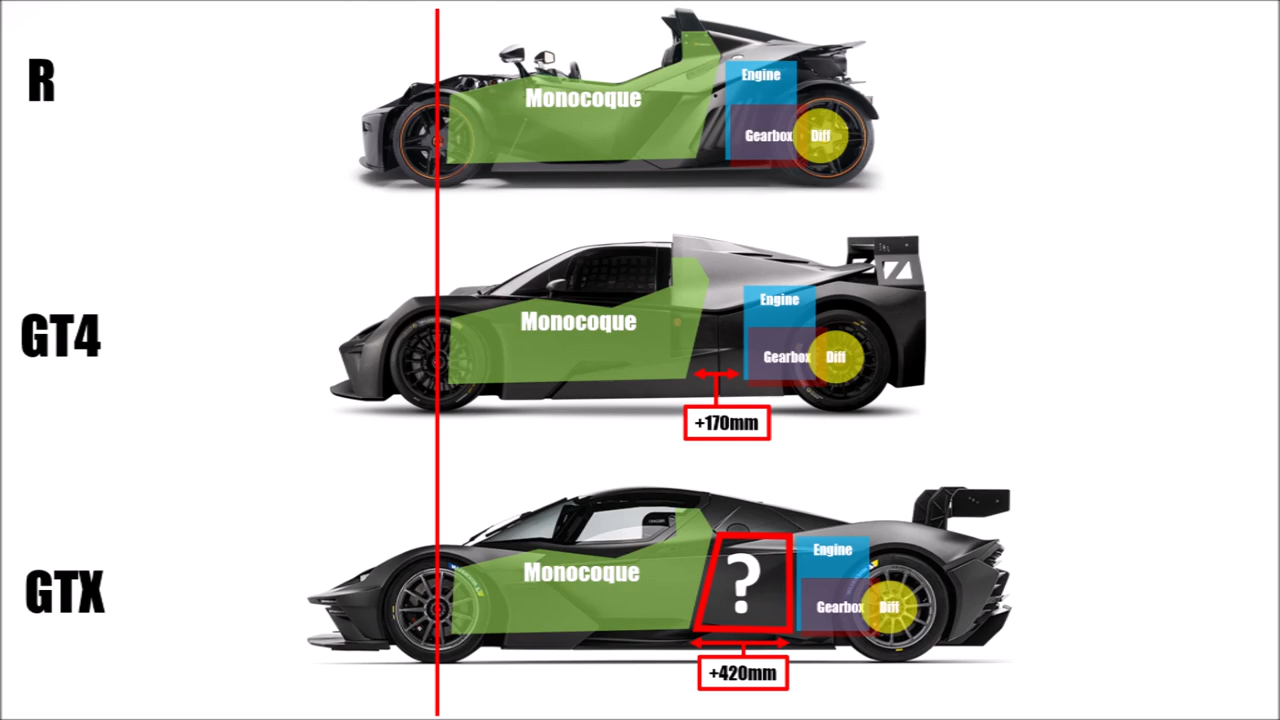 R
Engine
Monocoque
Gearbox
Diff
GT4
Engine
Monocoque
Gearbox
Diff
+170mm
GTX
Engine
Monocoque
?
Gearbox
Diff
+420mm